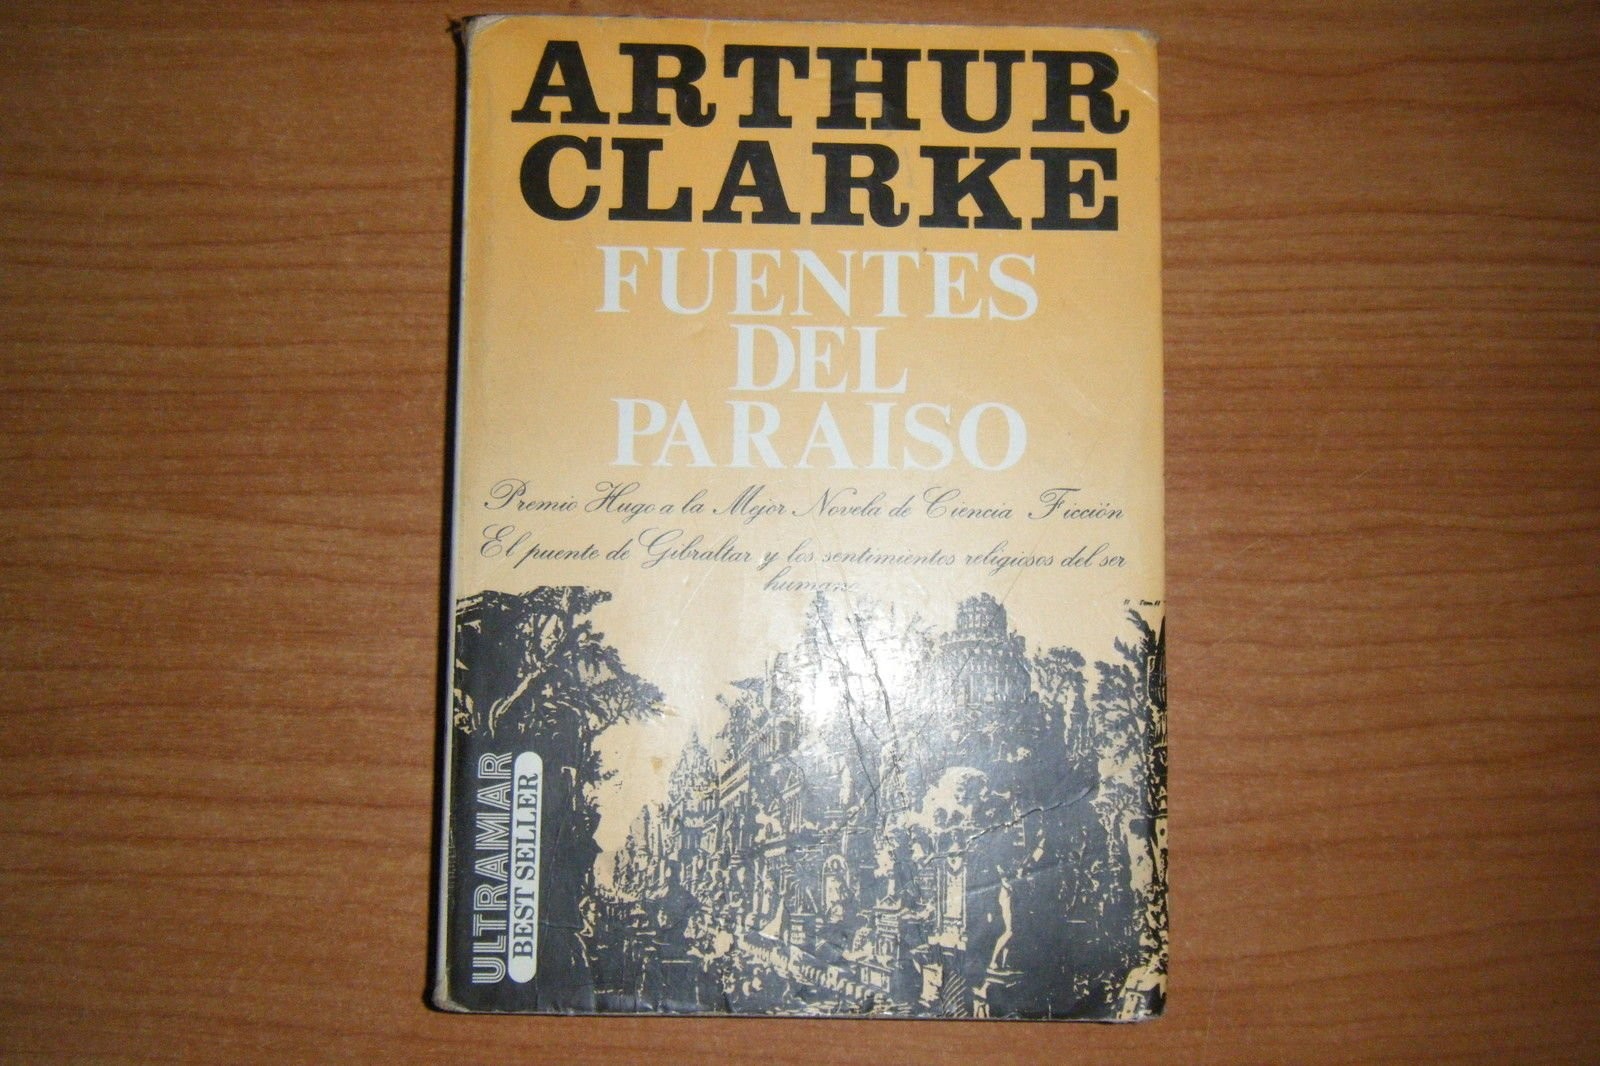 ARTHUR
CLARKE
FUENTES
DEL
PARAISO
Premio Hugo a la Mejor Novela de Ciencia Ficción
El puente de Gibraltar y los sentimientos religiosos del ser
humano
ULTRAMAR
BEST SELLER